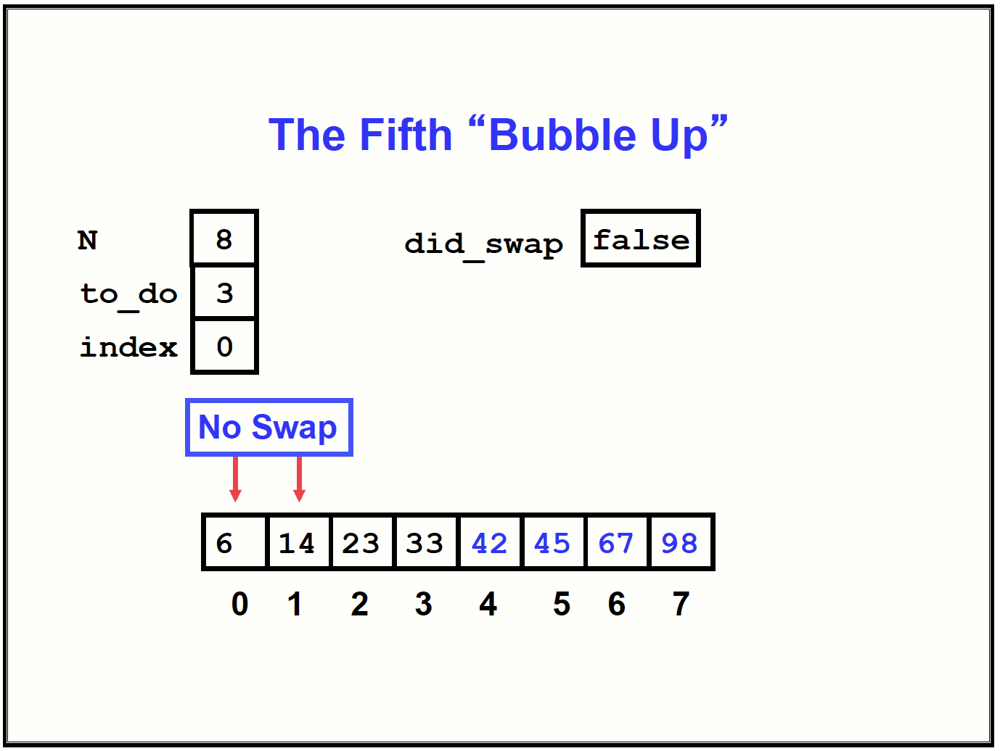 The Fifth “Bubble Up”
N 8 did_swap false
to_do 3
index 0
No Swap
6 14 23 33 42 45 67 98
0 1 2 3 4 5 6 7